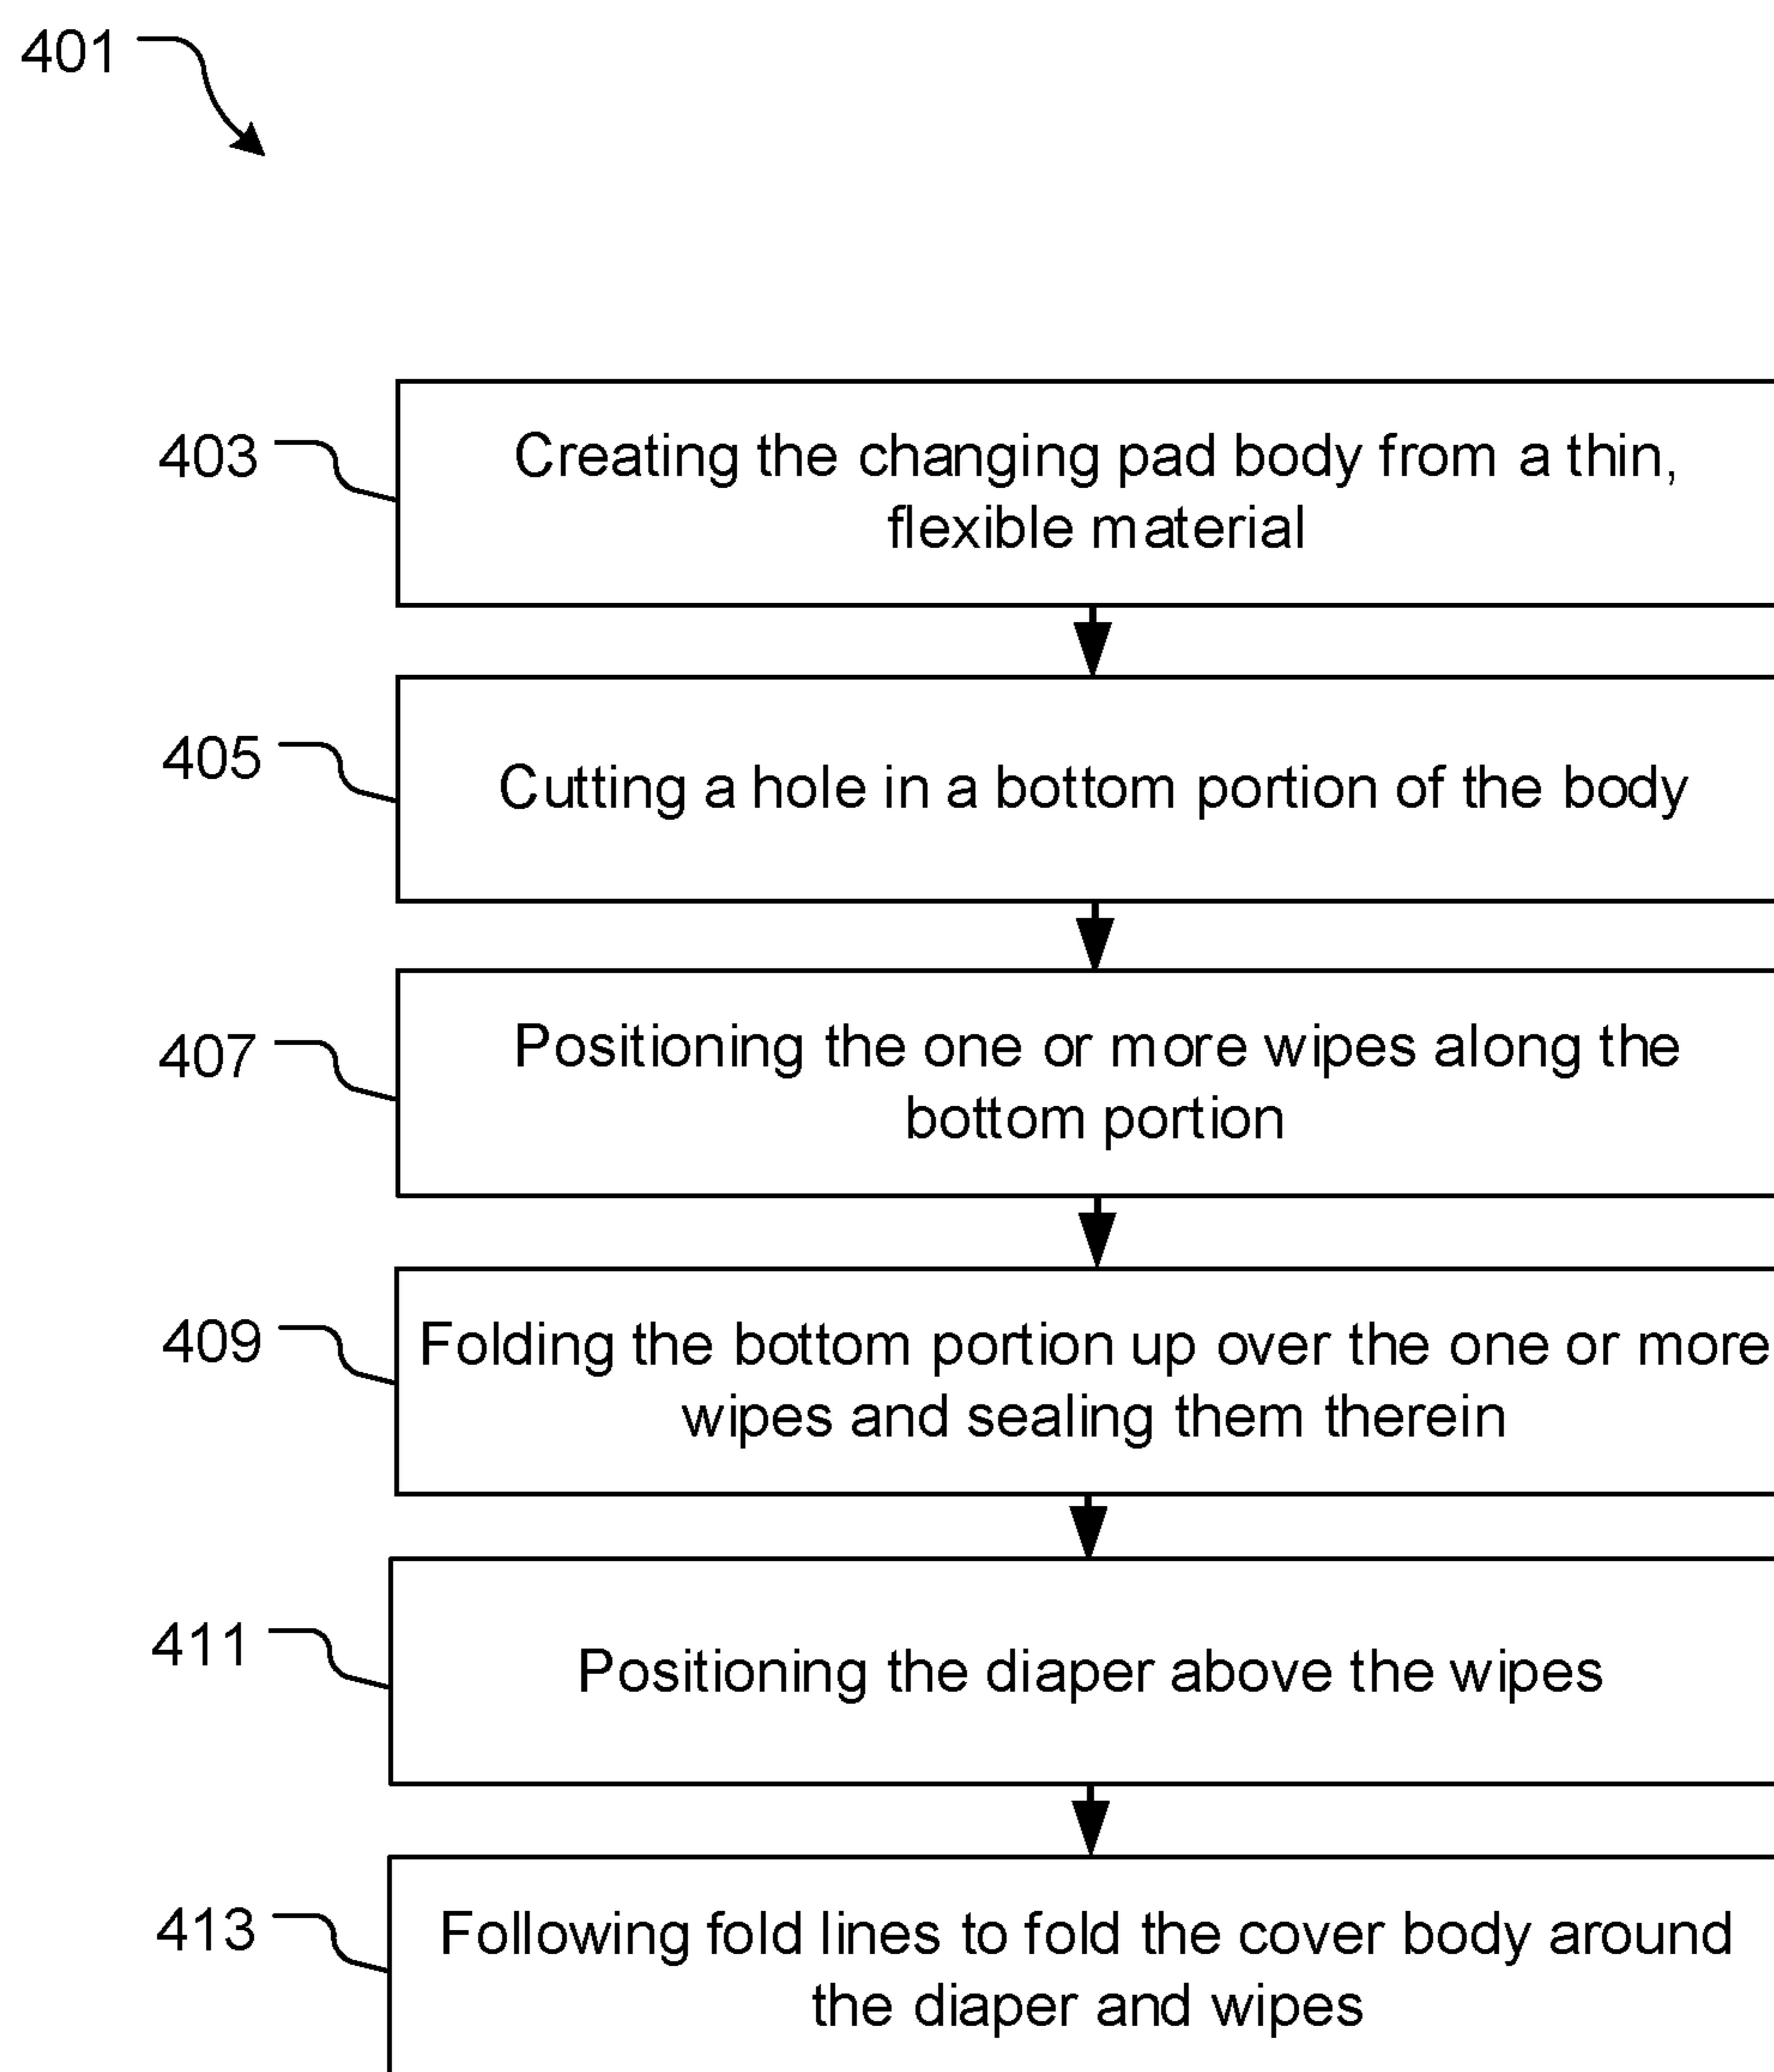 401
403
Creating the changing pad body from a thin,
flexible material
405
Cutting a hole in a bottom portion of the body
407
Positioning the one or more wipes along the
bottom portion
409
Folding the bottom portion up over the one or more
wipes and sealing them therein
411
Positioning the diaper above the wipes
413
Following fold lines to fold the cover body around
the diaper and wipes